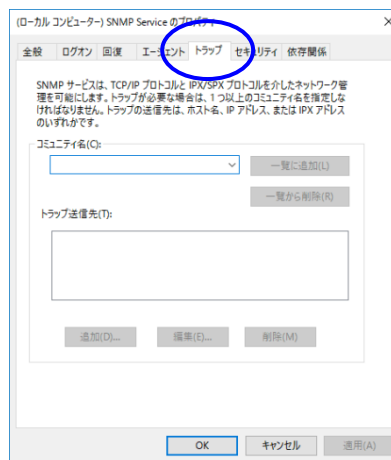 (ローカル コンピューター) SNMP Service のプロパティ
全般 ログオン 回復 エージェント トラップ セキュリティ 依存関係
SNMP サービスは、TCP/IP プロトコルと IPX/SPX プロトコルを介したネットワーク管
理を可能にします。トラップが必要な場合は、1 つ以上のコミュニティ名を指定しな
ければなりません。トラップの送信先は、ホスト名、IP アドレス、または IPX アドレス
のいずれかです。
コミュニティ名(C):
一覧に追加(L)
一覧から削除(R)
トラップ送信先(T):
追加(D)... 編集(E)... 削除(M)
OK キャンセル 適用(A)